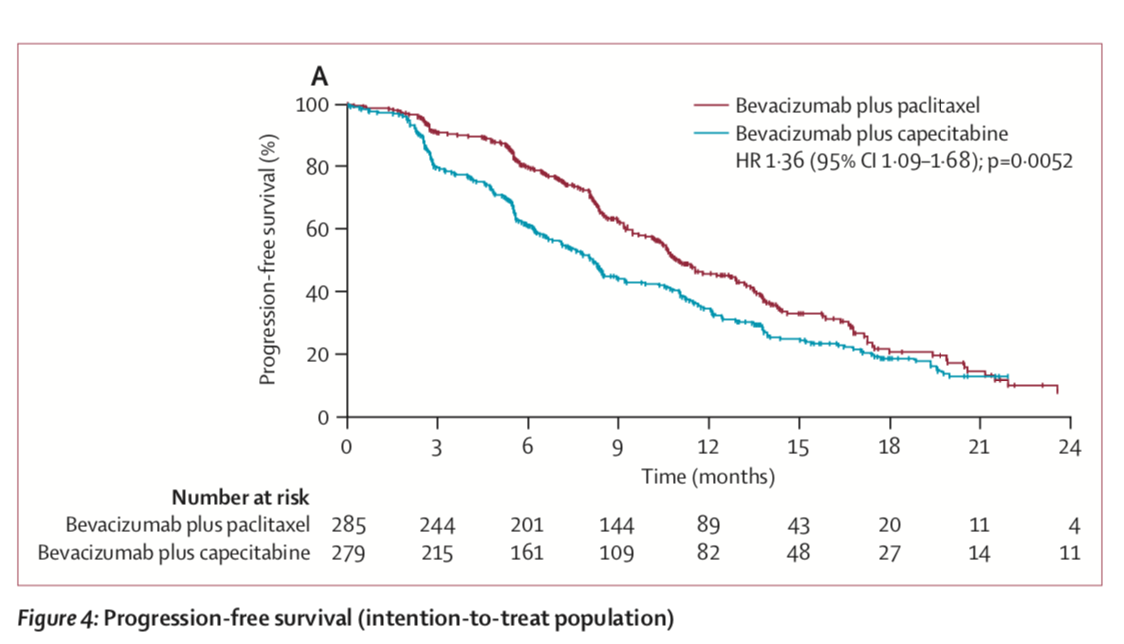 A
100
80
60
40
20
0
Progression-free survival (%)
Bevacizumab plus paclitaxel
Bevacizumab plus capecitabine
HR 1·36 (95% CI 1·09–1·68); p=0·0052
0 3 6 9 12 15 18 21 24
Time (months)
Number at risk
Bevacizumab plus paclitaxel 285 244 201 144 89 43 20 11 4
Bevacizumab plus capecitabine 279 215 161 109 82 48 27 14 11
Figure 4: Progression-free survival (intention-to-treat population)